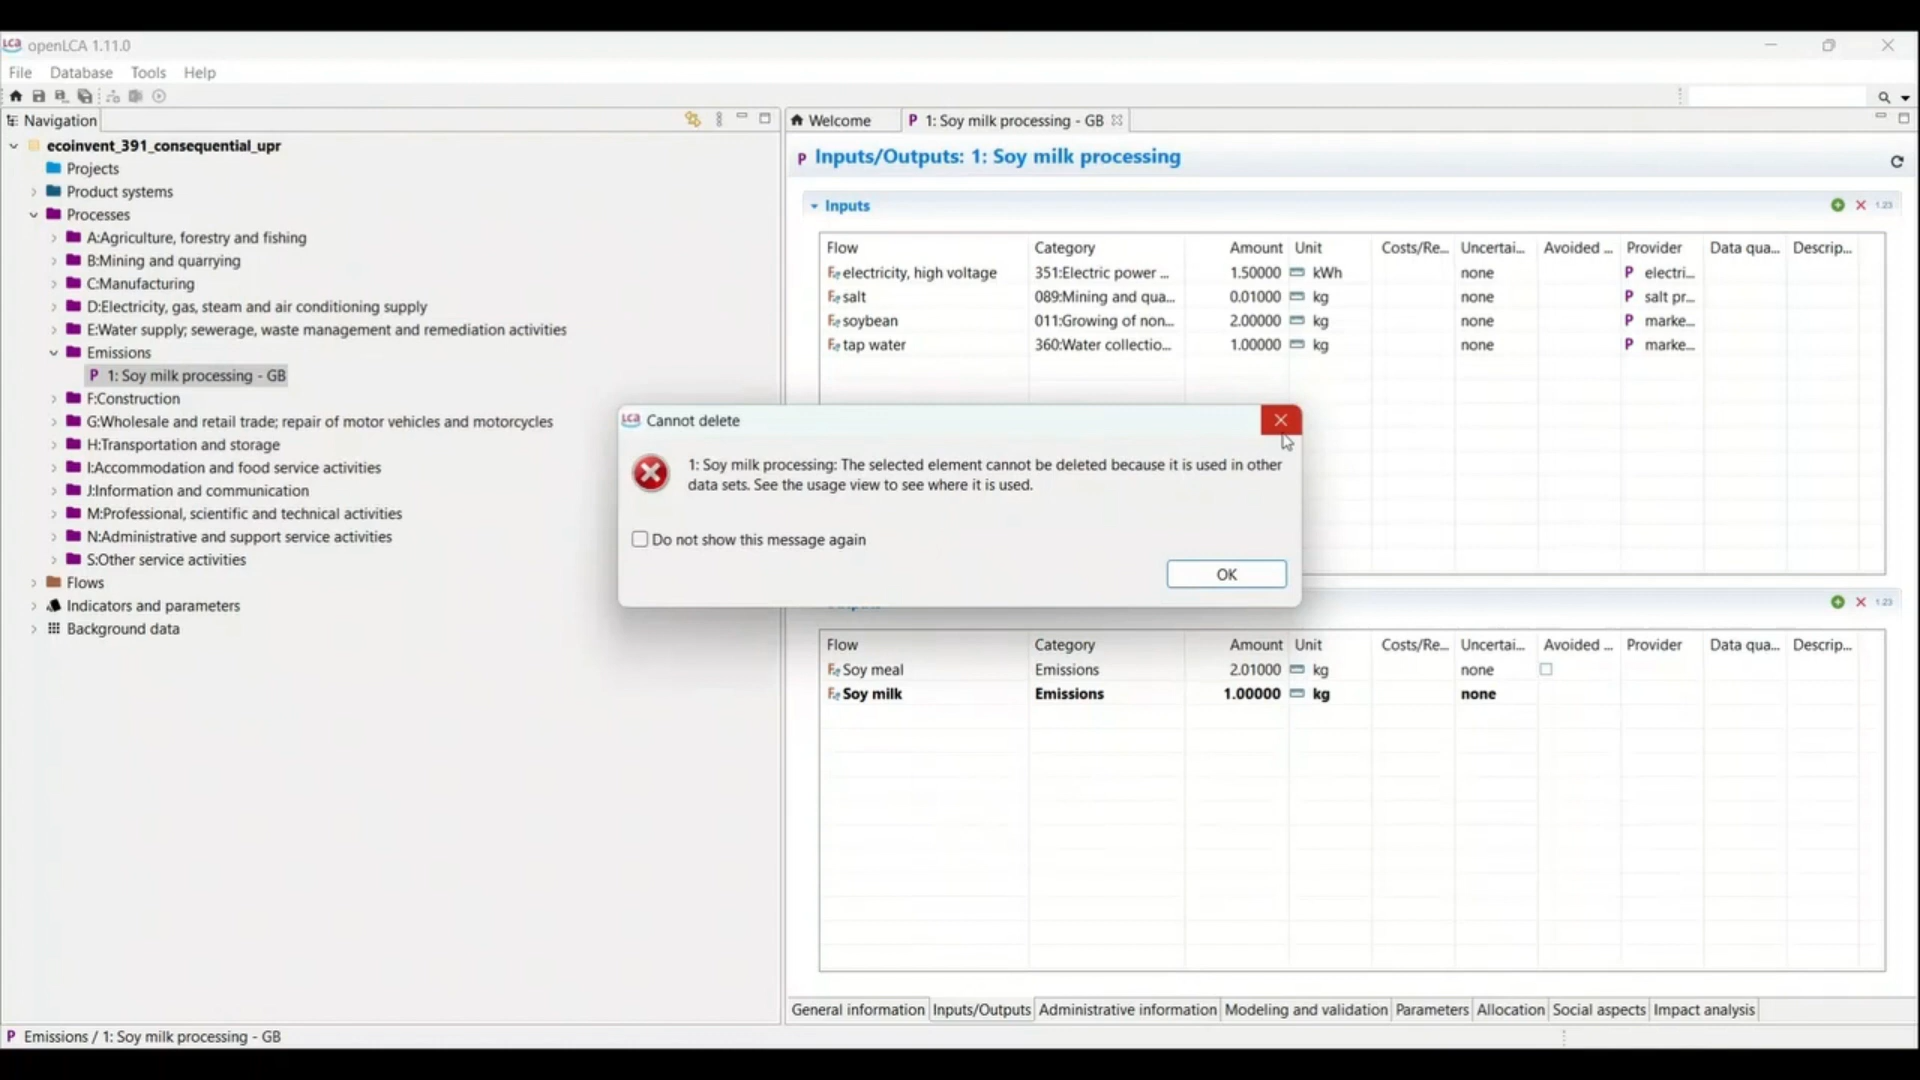 openLCA 1.11.0
File Database Tools Help
Navigation
ecoinvent_391_consequential_upr
Projects
Product systems
Processes
A:Agriculture, forestry and fishing
B:Mining and quarrying
C:Manufacturing
D:Electricity, gas, steam and air conditioning supply
E:Water supply; sewerage, waste management and remediation activities
Emissions
P 1: Soy milk processing - GB
F:Construction
G:Wholesale and retail trade; repair of motor vehicles and motorcycles
H:Transportation and storage
I:Accommodation and food service activities
J:Information and communication
M:Professional, scientific and technical activities
N:Administrative and support service activities
S:Other service activities
Flows
Indicators and parameters
Background data
Welcome P 1: Soy milk processing - GB
P Inputs/Outputs: 1: Soy milk processing
Inputs 1.23
Flow Category Amount Unit Costs/Re... Uncertai... Avoided ... Provider Data qua... Descrip...
electricity, high voltage 351:Electric power ... 1.50000 kWh none P electri...
salt 089:Mining and qua... 0.01000 kg none P salt pr...
soybean 011:Growing of non... 2.00000 kg none P marke...
tap water 360:Water collectio... 1.00000 kg none P marke...
LCA Cannot delete
1: Soy milk processing: The selected element cannot be deleted because it is used in other
data sets. See the usage view to see where it is used.
Do not show this message again
OK
1.23
Flow Category Amount Unit Costs/Re... Uncertai... Avoided ... Provider Data qua... Descrip...
Soy meal Emissions 2.01000 kg none
Soy milk Emissions 1.00000 kg none
General information Inputs/Outputs Administrative information Modeling and validation Parameters Allocation Social aspects Impact analysis
P Emissions / 1: Soy milk processing - GB